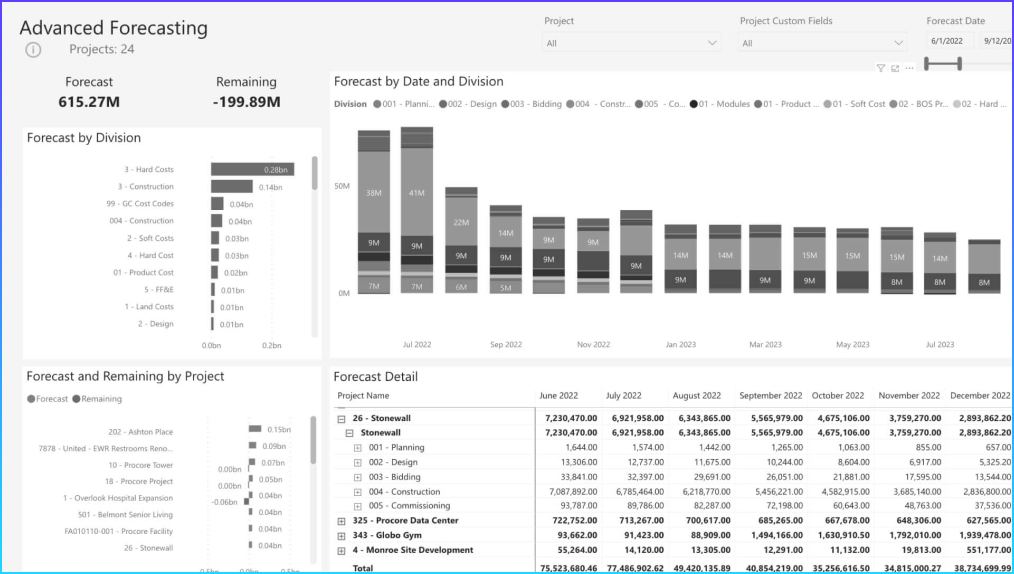 Advanced Forecasting
Projects: 24
Project
All
Project Custom Fields
All
Forecast Date
6/1/2022 9/12/20
Forecast
615.27M
Remaining
-199.89M
Forecast by Division
3 - Hard Costs 0.28bn
3 - Construction 0.14bn
99 - GC Cost Codes 0.04bn
004 - Construction 0.04bn
2 - Soft Costs 0.03bn
4 - Hard Cost 0.03bn
01 - Product Cost 0.02bn
5 - FF&E 0.01bn
1 - Land Costs 0.01bn
2 - Design 0.01bn
0.0bn 0.2bn
Forecast by Date and Division
Division 001 - Planni... 002 - Design 003 - Bidding 004 - Constr... 005 - Co... 01 - Modules 01 - Product ... 01 - Soft Cost 02 - BOS Pr... 02 - Hard ...
50M
0M
38M 9M 7M
41M 9M 7M
22M 9M 6M
14M 9M 5M
9M 9M
9M
9M
14M 9M
14M
14M 9M
15M 9M
15M
15M 8M
14M 8M
8M
Jul 2022 Sep 2022 Nov 2022 Jan 2023 Mar 2023 May 2023 Jul 2023
Forecast and Remaining by Project
Forecast Remaining
202 - Ashton Place 0.15bn
7878 - United - EWR Restrooms Reno... 0.09bn
10 - Procore Tower 0.07bn
0.00bn
18 - Procore Project 0.05bn
0.00bn
1 - Overlook Hospital Expansion 0.04bn
-0.06bn
S01 - Belmont Senior Living 0.04bn
FA010110-001 - Procore Facility 0.04bn
26 - Stonewall 0.04bn
Forecast Detail
Project Name June 2022 July 2022 August 2022 September 2022 October 2022 November 2022 December 2022
26 - Stonewall 7,230,470.00 6,921,958.00 6,343,865.00 5,565,979.00 4,675,106.00 3,759,270.00 2,893,862.20
Stonewall 7,230,470.00 6,921,958.00 6,343,865.00 5,565,979.00 4,675,106.00 3,759,270.00 2,893,862.20
001 - Planning 1,644.00 1,574.00 1,442.00 1,265.00 1,063.00 855.00 657.00
002 - Design 13,306.00 12,737.00 11,675.00 10,244.00 8,604.00 6,917.00 5,325.20
003 - Bidding 33,841.00 32,397.00 29,691.00 26,051.00 21,881.00 17,595.00 13,544.00
004 - Construction 7,087,892.00 6,785,464.00 6,218,770.00 5,456,221.00 4,582,915.00 3,685,140.00 2,836,800.00
005 - Commissioning 93,787.00 89,786.00 82,287.00 72,198.00 60,643.00 48,763.00 37,536.00
325 - Procore Data Center 722,752.00 713,267.00 700,617.00 685,265.00 667,678.00 648,306.00 627,565.00
343 - Globo Gym 93,662.00 91,423.00 88,909.00 1,494,166.00 1,630,910.50 1,792,010.00 1,939,478.00
4 - Monroe Site Development 55,264.00 14,120.00 13,305.00 12,291.00 11,132.00 19,813.00 551,177.00
Total 75,523,680.46 77,486,902.62 49,420,135.89 40,854,219.00 35,256,616.50 34,815,000.27 38,734,699.99